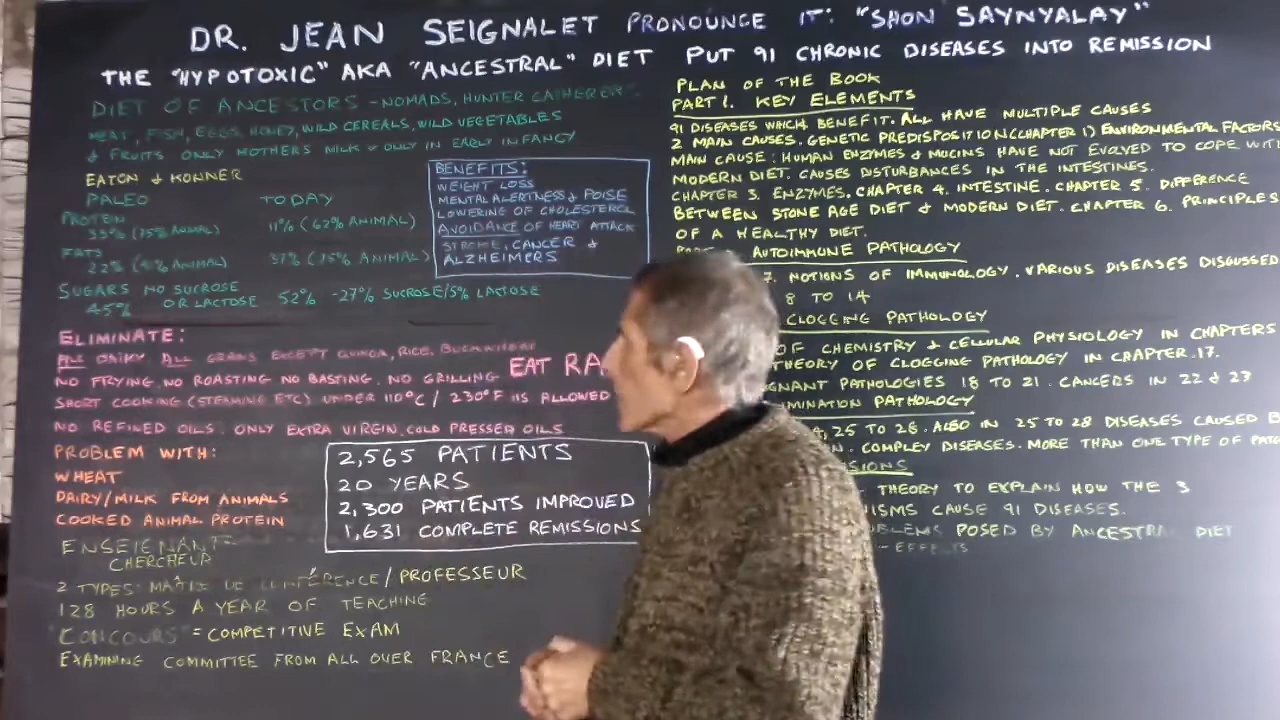 DR. JEAN SEIGNALET PRONOUNCE IT: "SHON SAYNYALAY"
THE "HYPOTOXIC" AKA "ANCESTRAL" DIET PUT 91 CHRONIC DISEASES INTO REMISSION
DIET OF ANCESTORS - NOMADS, HUNTER GATHERERS
MEAT, FISH, EGGS, HONEY, WILD CEREALS, WILD VEGETABLES
& FRUITS ONLY MOTHERS MILK & ONLY IN EARLY INFANCY
EATON & KONNER
PALEO TODAY
PROTEIN
33% (75% ANIMAL) 11% (67% ANIMAL)
FATS
22% ( ANIMAL) 37% (75% ANIMAL)
SUGARS NO SUCROSE
OR LACTOSE 52% -27% SUCROSE/5% LACTOSE
45%
BENEFITS:
WEIGHT LOSS
MENTAL ALERTNESS & POISE
LOWERING OF CHOLESTEROL
AVOIDANCE OF HEART ATTACK
STROKE, CANCER &
ALZHEIMERS
ELIMINATE:
ALL DAIRY ALL GRAINS EXCEPT QUINOA, RICE, BUCKWHEAT
NO FRYING. NO ROASTING NO BASTING. NO GRILLING EAT RA
SHORT COOKING (STEAMING ETC) UNDER 110°C / 230°F IS ALLOWED
NO REFINED OILS. ONLY EXTRA VIRGIN, COLD PRESSED OILS
PROBLEM WITH:
WHEAT
DAIRY/MILK FROM ANIMALS
COOKED ANIMAL PROTEIN
2,565 PATIENTS
20 YEARS
2,300 PATIENTS IMPROVED
1,631 COMPLETE REMISSIONS
ENSEIGNANT=
CHERCHEUR
2 TYPES: MAÎTRE DE CONFÉRENCE / PROFESSEUR
128 HOURS A YEAR OF TEACHING
"CONCOURS" = COMPETITIVE EXAM
EXAMINING COMMITTEE FROM ALL OVER FRANCE
PLAN OF THE BOOK
PART 1. KEY ELEMENTS
91 DISEASES WHICH BENEFIT. ALL HAVE MULTIPLE CAUSES
2 MAIN CAUSES. GENETIC PREDISPOSITION (CHAPTER 1) ENVIRONMENTAL FACTORS
MAIN CAUSE: HUMAN ENZYMES & MUCINS HAVE NOT EVOLVED TO COPE WITH
MODERN DIET. CAUSES DISTURBANCES IN THE INTESTINES.
CHAPTER 3. ENZYMES. CHAPTER 4. INTESTINE. CHAPTER 5. DIFFERENCE
BETWEEN STONE AGE DIET & MODERN DIET. CHAPTER 6. PRINCIPLES
OF A HEALTHY DIET.
AUTOIMMUNE PATHOLOGY
7. NOTIONS OF IMMUNOLOGY. VARIOUS DISEASES DISCUSSED
8 TO 14
CLOGGING PATHOLOGY
OF CHEMISTRY & CELLULAR PHYSIOLOGY IN CHAPTERS
THEORY OF CLOGGING PATHOLOGY IN CHAPTER 17.
GNANT PATHOLOGIES 18 TO 21. CANCERS IN 22 & 23
MINATION PATHOLOGY
4, 25 TO 28. ALSO IN 25 TO 28 DISEASES CAUSED B
N. COMPLEY DISEASES. MORE THAN ONE TYPE OF PATH
SIONS
THEORY TO EXPLAIN HOW THE 3
ISMS CAUSE 91 DISEASES.
BLEMS POSED BY ANCESTRAL DIET
- EFFECTS